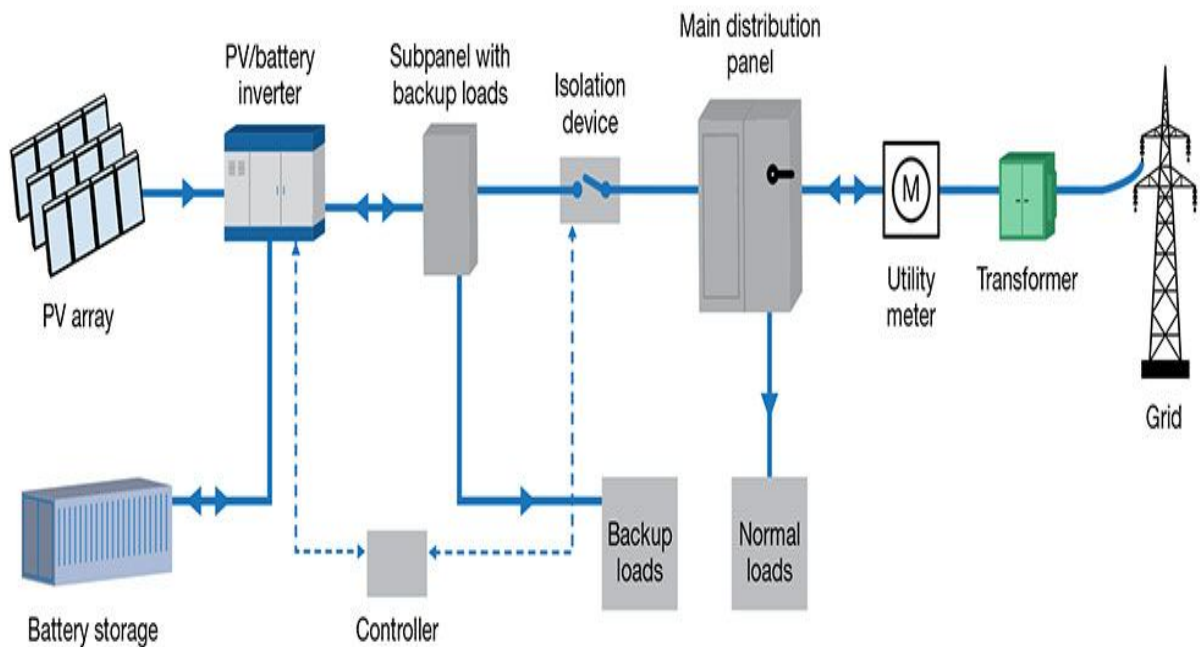 PV/battery
inverter
Subpanel with
backup loads
Isolation
device
Main distribution
panel
M
PV array
Utility
meter
Transformer
Grid
Battery storage
Controller
Backup
loads
Normal
loads